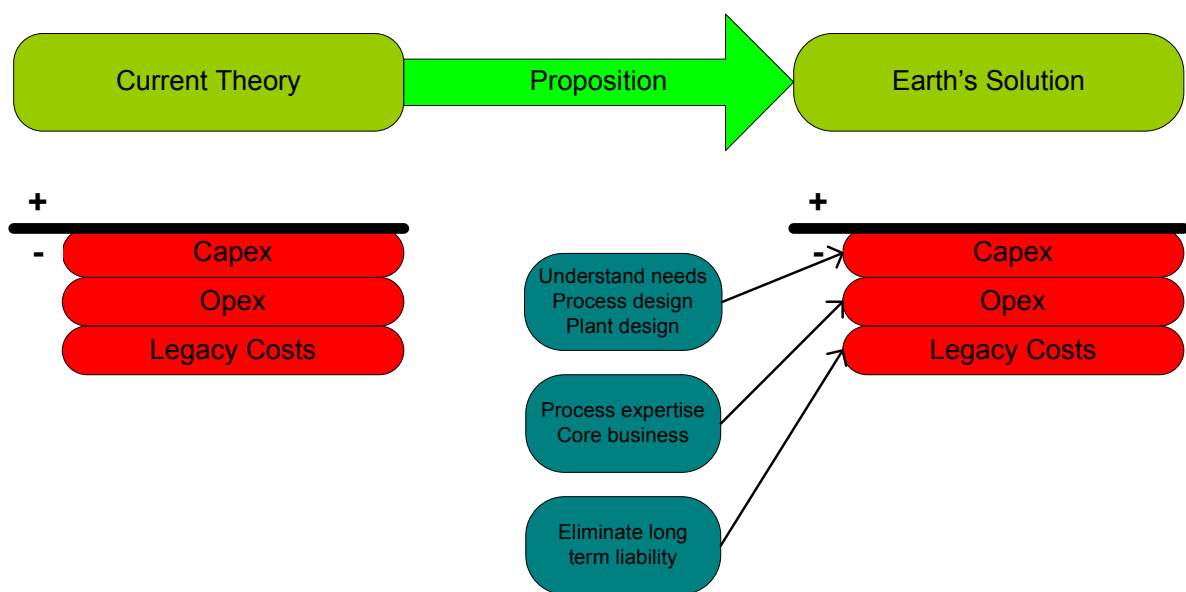 Current Theory
Proposition
Earth's Solution
+
-
Capex
Opex
Legacy Costs
Understand needs
Process design
Plant design
Process expertise
Core business
Eliminate long
term liability
+
-
Capex
Opex
Legacy Costs